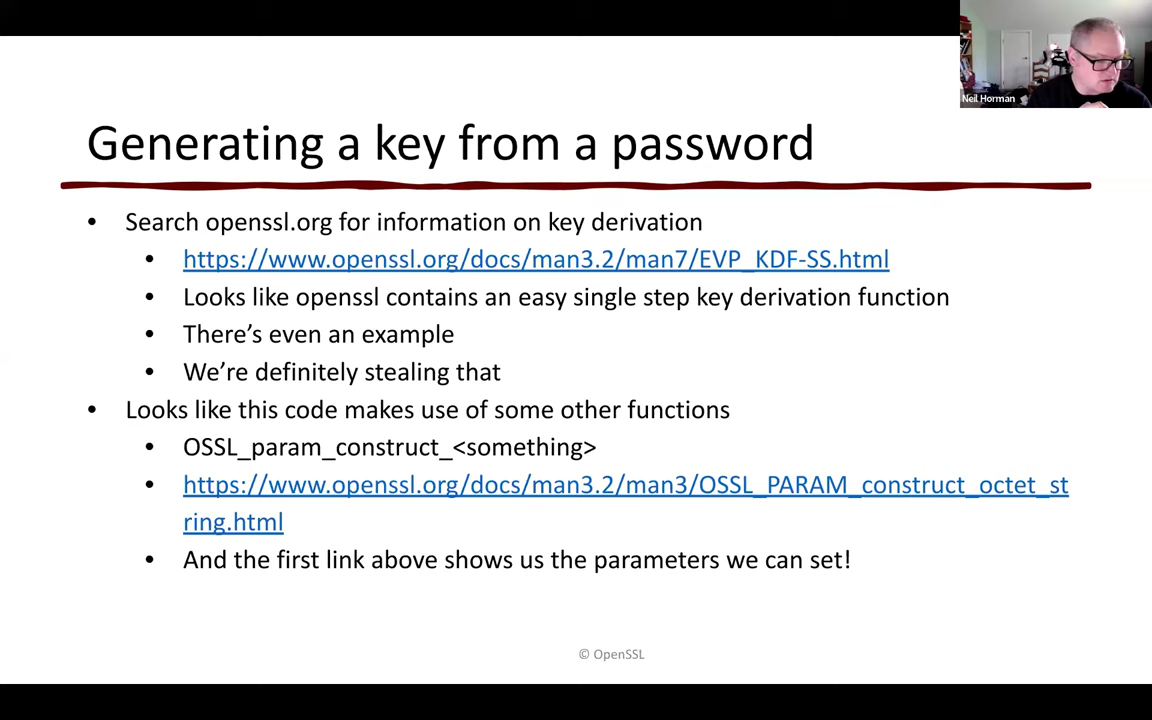 Neil Horman
Generating a key from a password
• Search openssl.org for information on key derivation
• https://www.openssl.org/docs/man3.2/man7/EVP_KDF-SS.html
• Looks like openssl contains an easy single step key derivation function
• There’s even an example
• We’re definitely stealing that
• Looks like this code makes use of some other functions
• OSSL_param_construct_<something>
• https://www.openssl.org/docs/man3.2/man3/OSSL_PARAM_construct_octet_st
ring.html
• And the first link above shows us the parameters we can set!
© OpenSSL